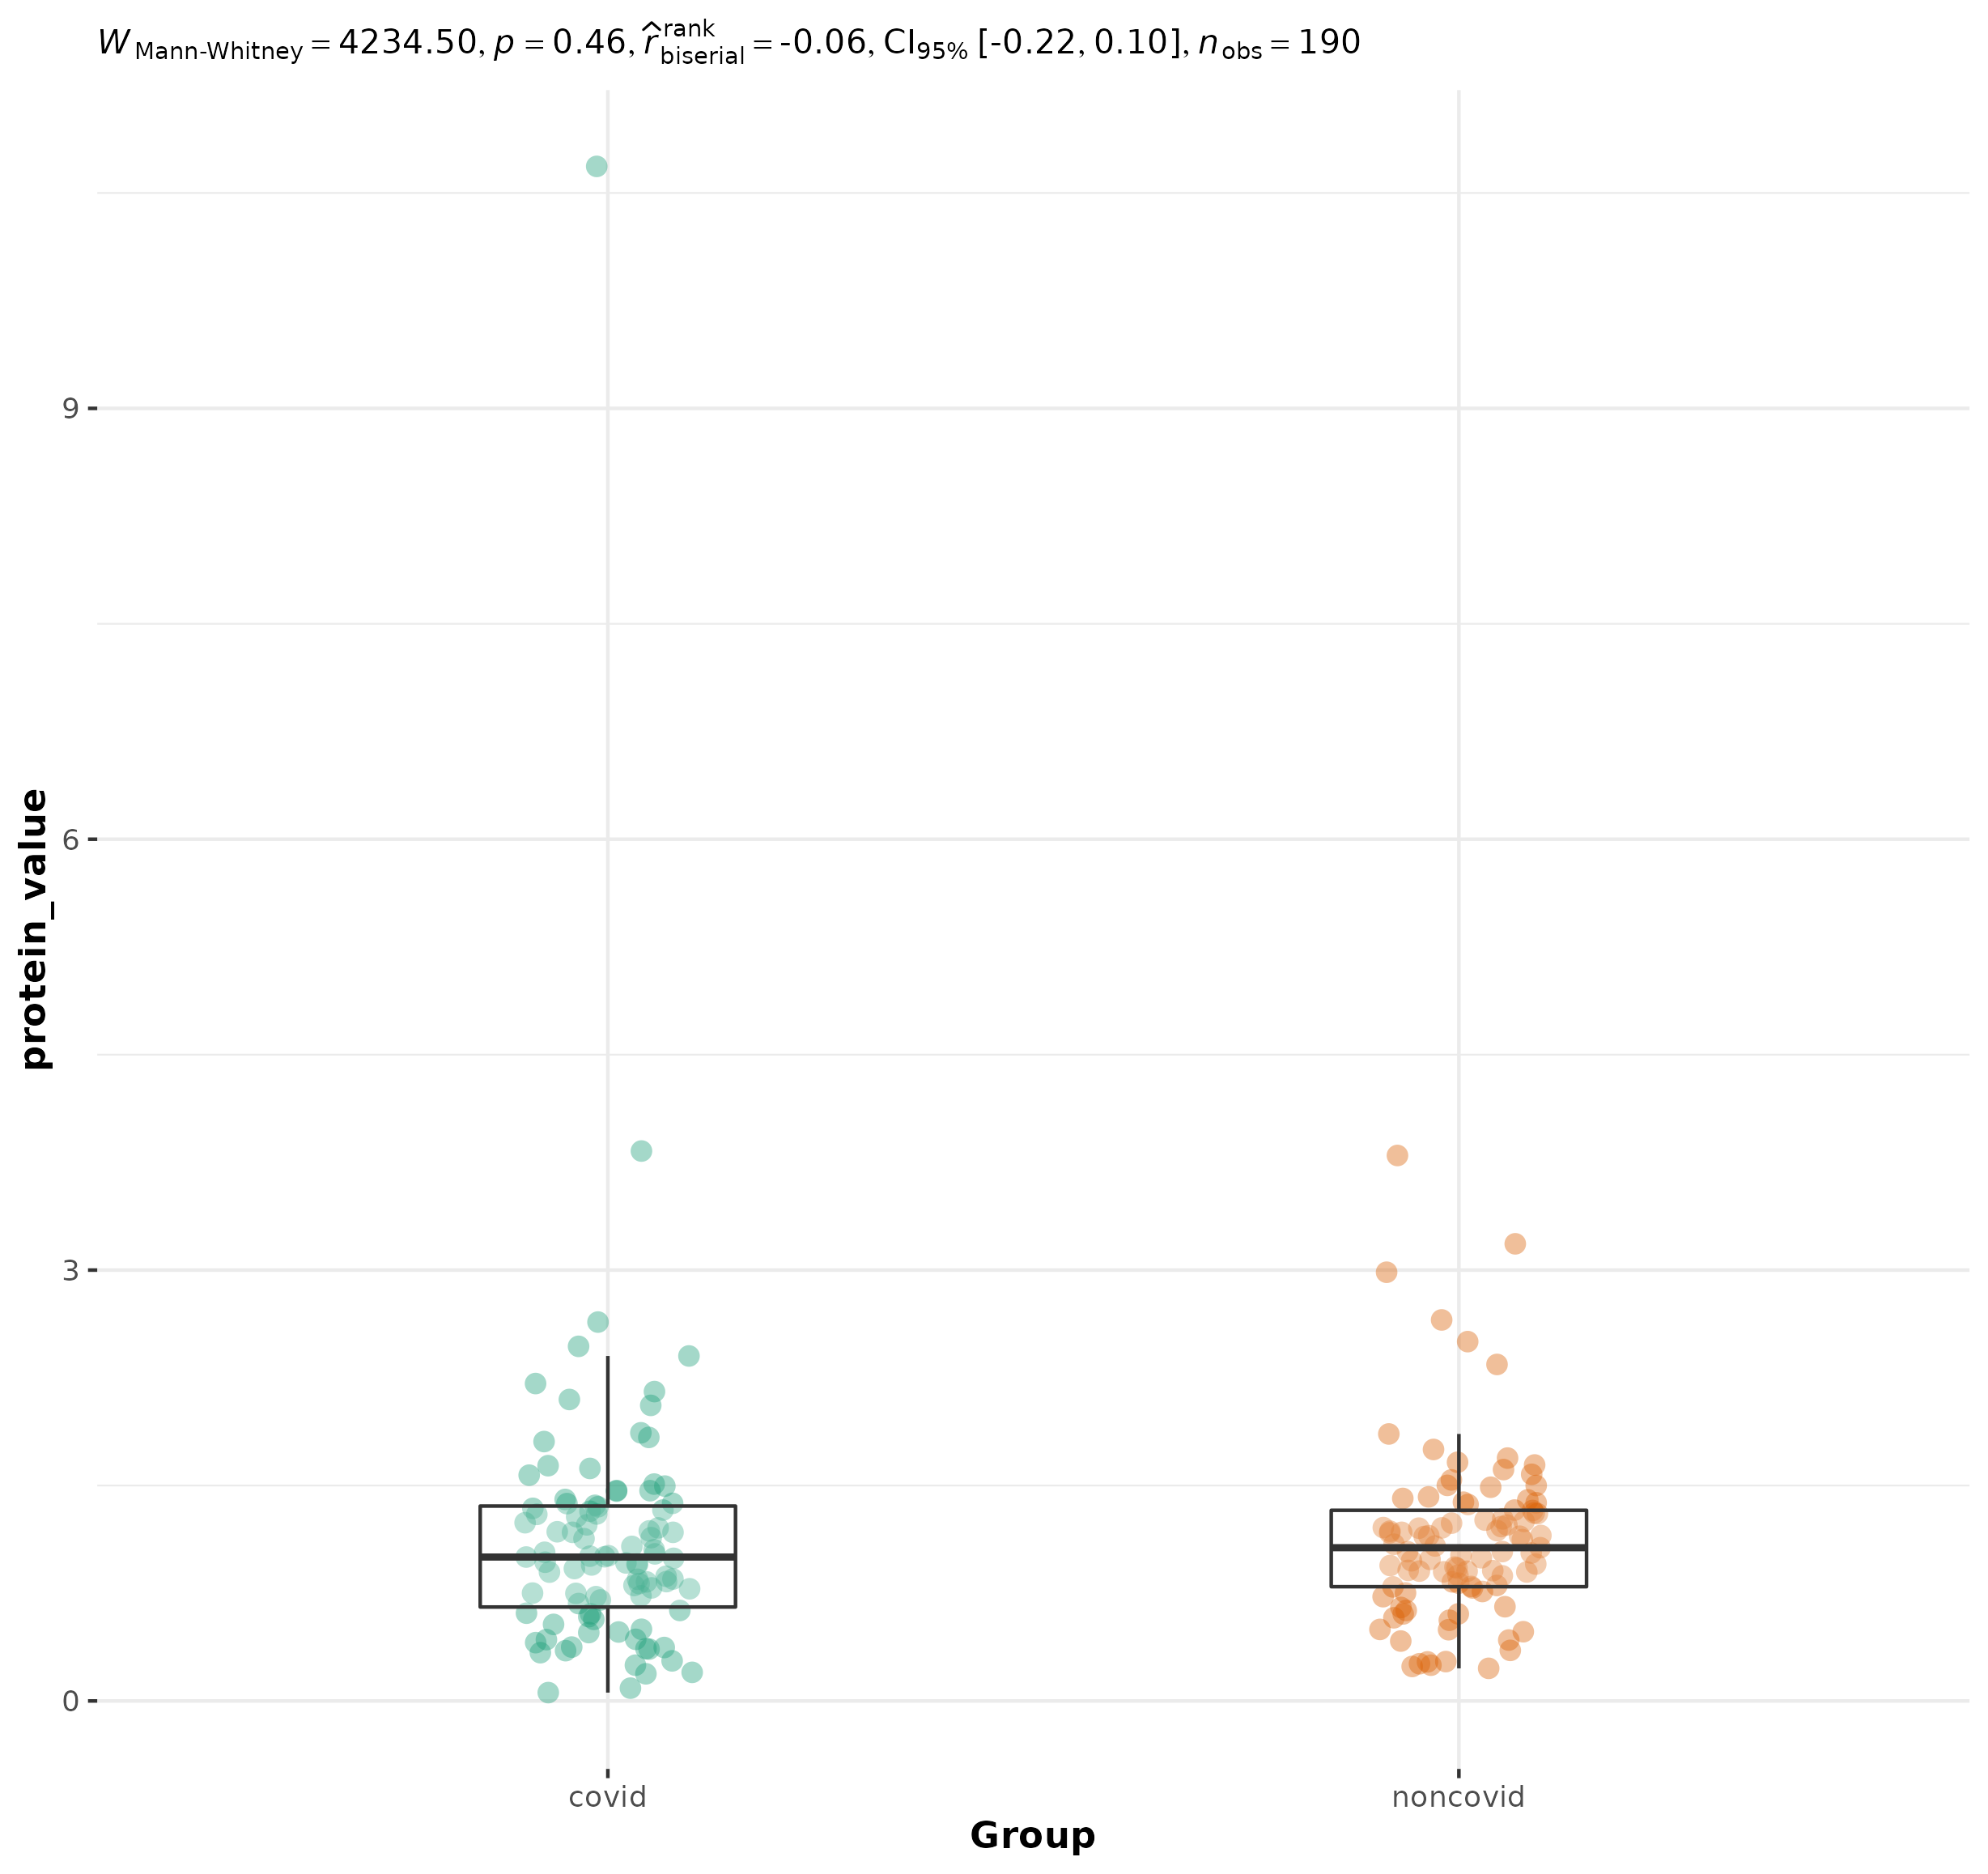 W Mann-Whitney = 4234.50, p = 0.46, r̂ rank biserial = -0.06, CI95% [-0.22, 0.10], nobs = 190
protein_value
9
6
3
0
covid noncovid
Group